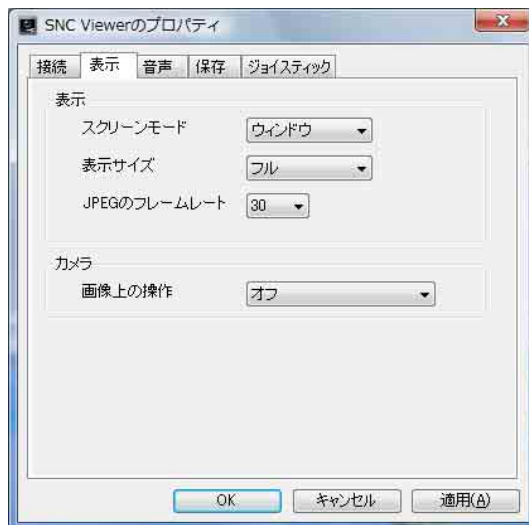 SNC Viewerのプロパティ
接続 表示 音声 保存 ジョイスティック
表示
スクリーンモード ウィンドウ
表示サイズ フル
JPEGのフレームレート 30
カメラ
画像上の操作 オフ
OK キャンセル 適用(A)